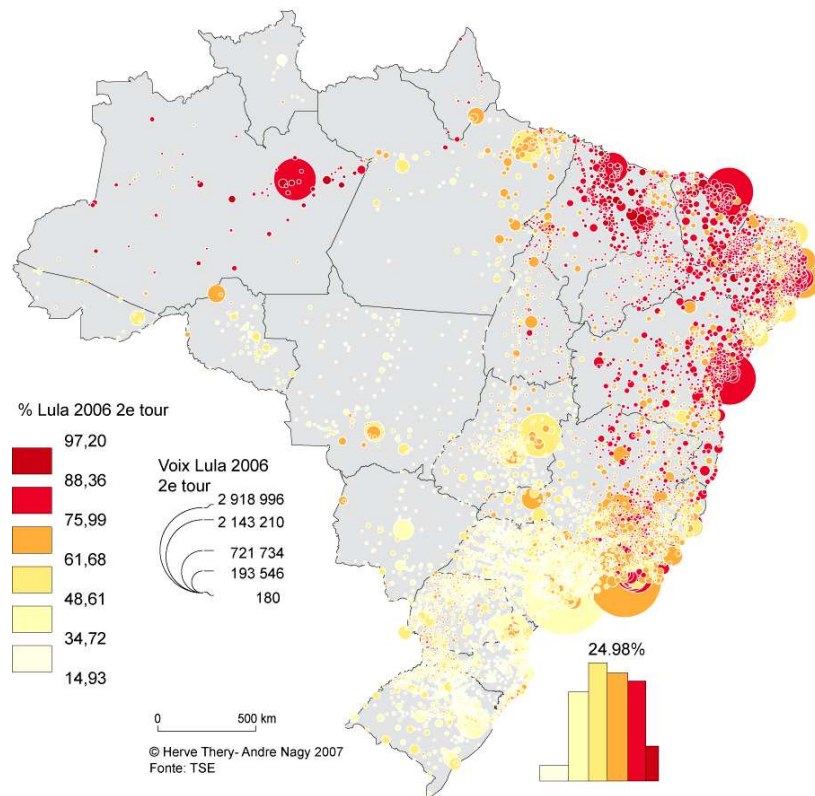 % Lula 2006 2e tour
97,20
88,36
75,99
61,68
48,61
34,72
14,93
Voix Lula 2006
2e tour
2 918 996
2 143 210
721 734
193 546
180
24.98%
0 500 km
© Herve Thery- Andre Nagy 2007
Fonte: TSE